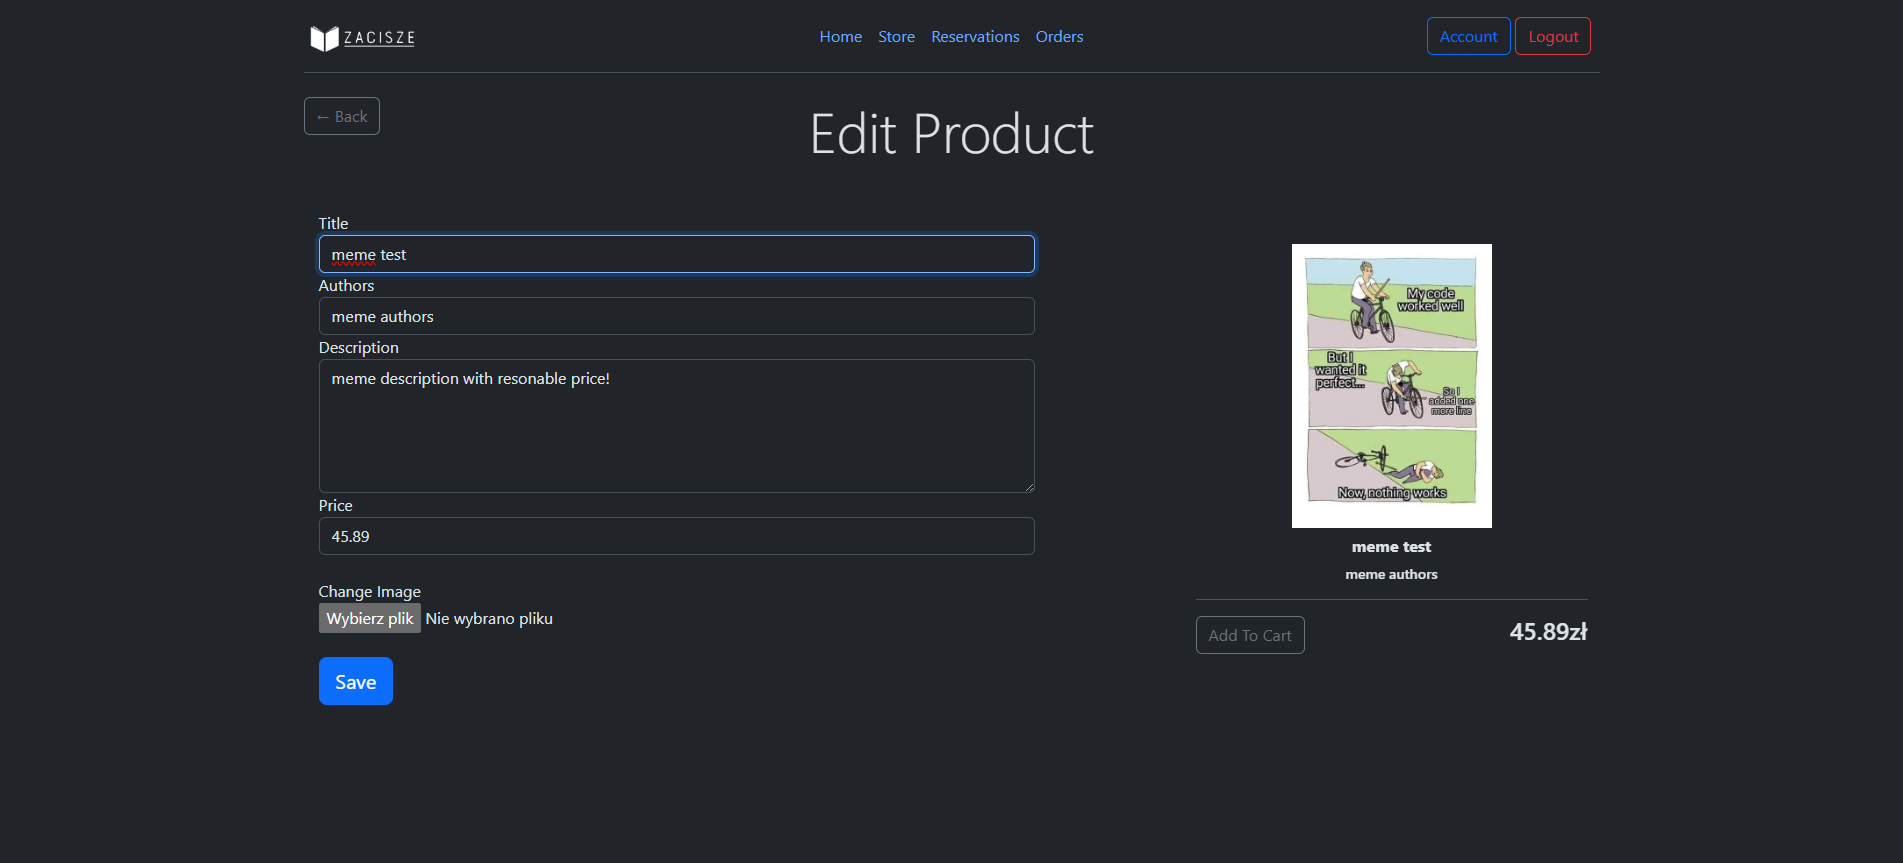 ZACISZE
Home Store Reservations Orders
Account Logout
← Back
Edit Product
Title
meme test
Authors
meme authors
Description
meme description with resonable price!
Price
45.89
Change Image
Wybierz plik Nie wybrano pliku
Save
My code
worked well
But I
wanted it
perfect...
So I
added one
more line
Now, nothing works
meme test
meme authors
Add To Cart 45.89zł